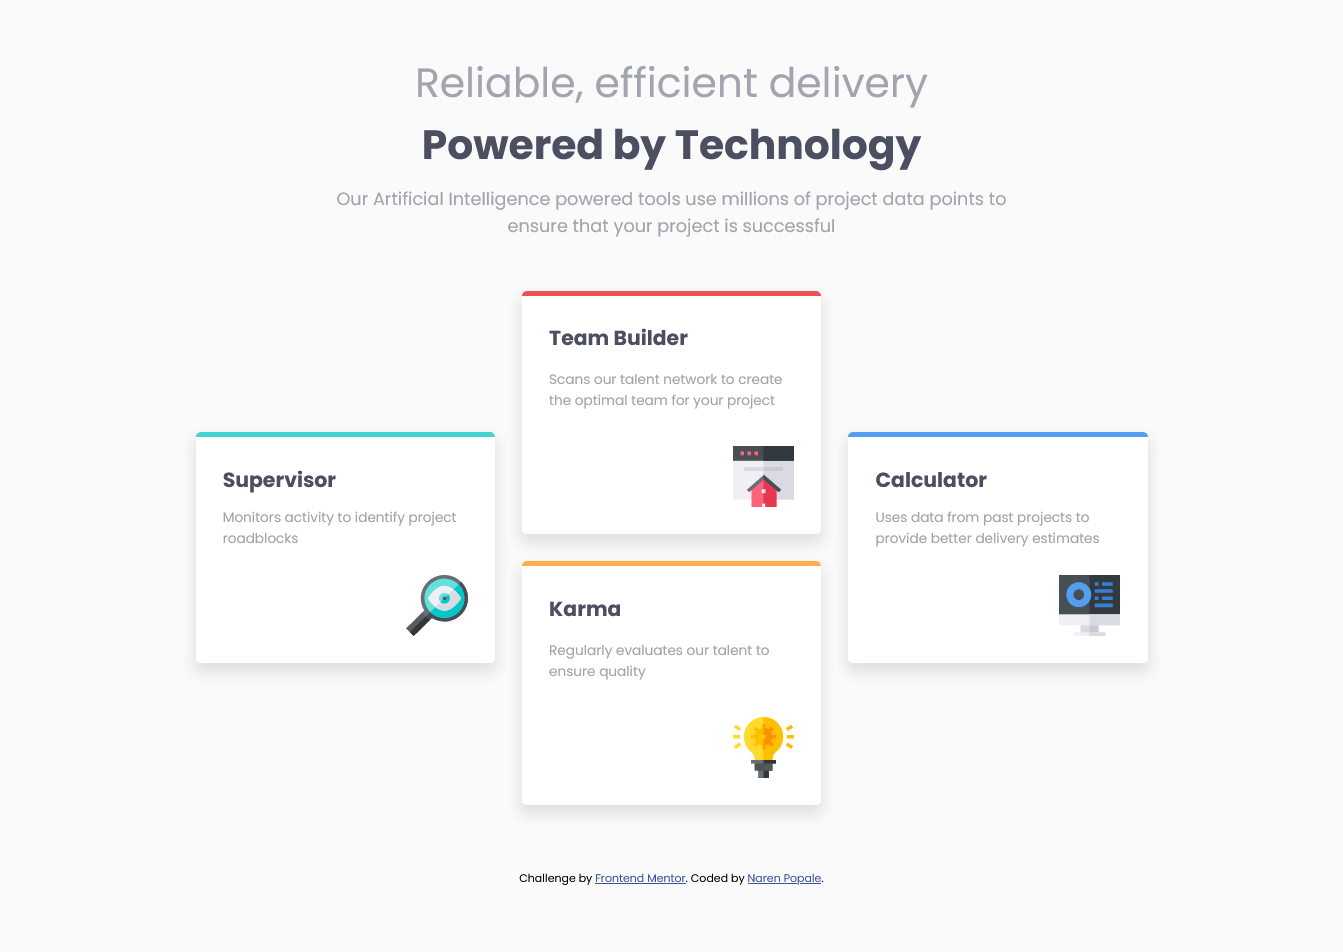 Reliable, efficient delivery
Powered by Technology
Our Artificial Intelligence powered tools use millions of project data points to
ensure that your project is successful
Team Builder
Scans our talent network to create
the optimal team for your project
Supervisor
Monitors activity to identify project
roadblocks
Calculator
Uses data from past projects to
provide better delivery estimates
Karma
Regularly evaluates our talent to
ensure quality
Challenge by Frontend Mentor. Coded by Naren Popale.